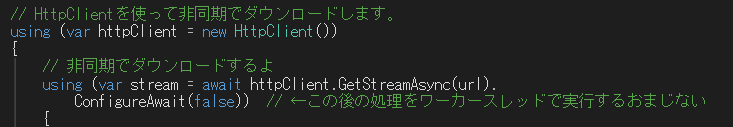 // HttpClientを使って非同期でダウンロードします。
using (var httpClient = new HttpClient())
{
// 非同期でダウンロードするよ
using (var stream = await httpClient.GetStreamAsync(url).
ConfigureAwait(false)) // ←この後の処理をワーカースレッドで実行するおまじない
{